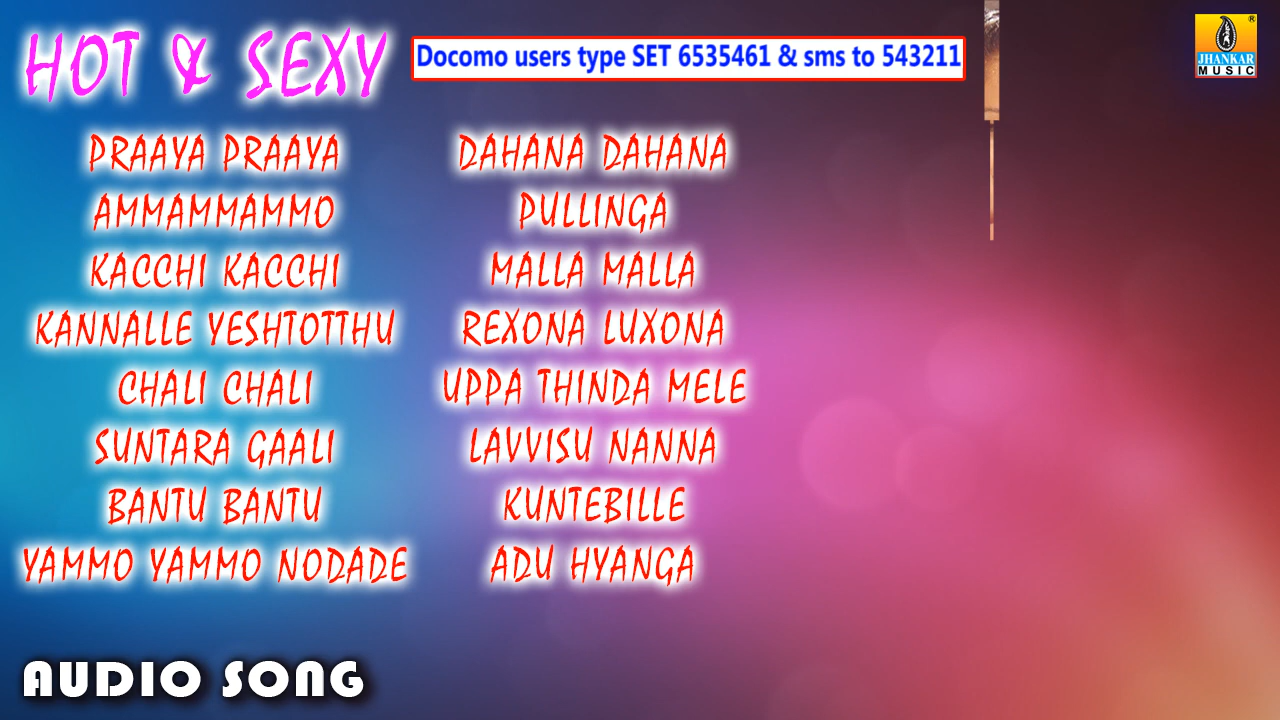 HOT & SEXY
Docomo users type SET 6535461 & sms to 543211
JHANKAR
MUSIC
®
PRAAYA PRAAYA
AMMAMMAMMO
KACCHI KACCHI
KANNALLE YESHTOTTHU
CHALI CHALI
SUNTARA GAALI
BANTU BANTU
YAMMO YAMMO NODADE
DAHANA DAHANA
PULLINGA
MALLA MALLA
REXONA LUXONA
UPPA THINDA MELE
LAVVISU NANNA
KUNTEBILLE
ADU HYANGA
AUDIO SONG